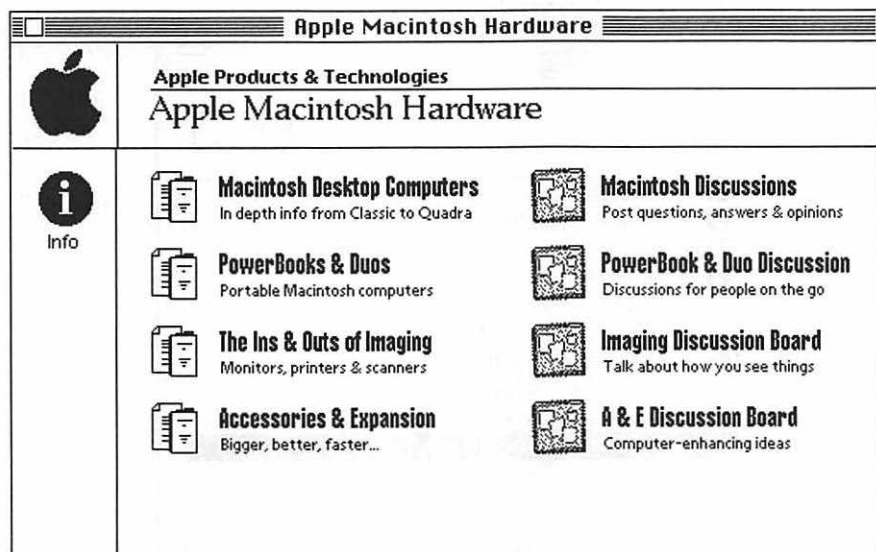 Apple Macintosh Hardware
Apple Products & Technologies
Apple Macintosh Hardware
Info
Macintosh Desktop Computers
In depth info from Classic to Quadra
PowerBooks & Duos
Portable Macintosh computers
The Ins & Outs of Imaging
Monitors, printers & scanners
Accessories & Expansion
Bigger, better, faster...
Macintosh Discussions
Post questions, answers & opinions
PowerBook & Duo Discussion
Discussions for people on the go
Imaging Discussion Board
Talk about how you see things
A & E Discussion Board
Computer-enhancing ideas